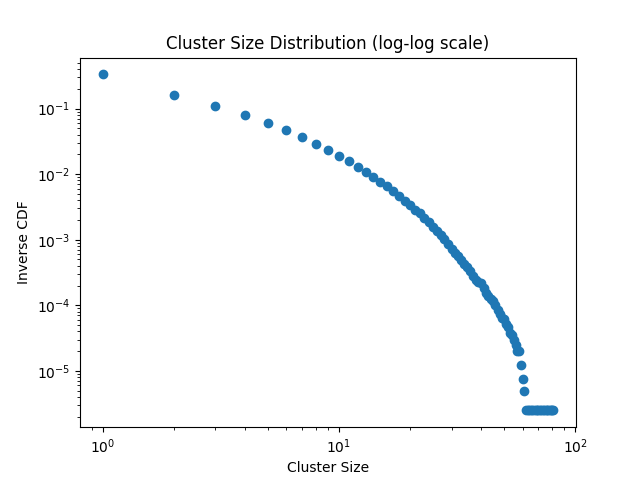 Cluster Size Distribution (log-log scale)
Inverse CDF
10⁻¹
10⁻²
10⁻³
10⁻⁴
10⁻⁵
10⁰ 10¹ 10²
Cluster Size